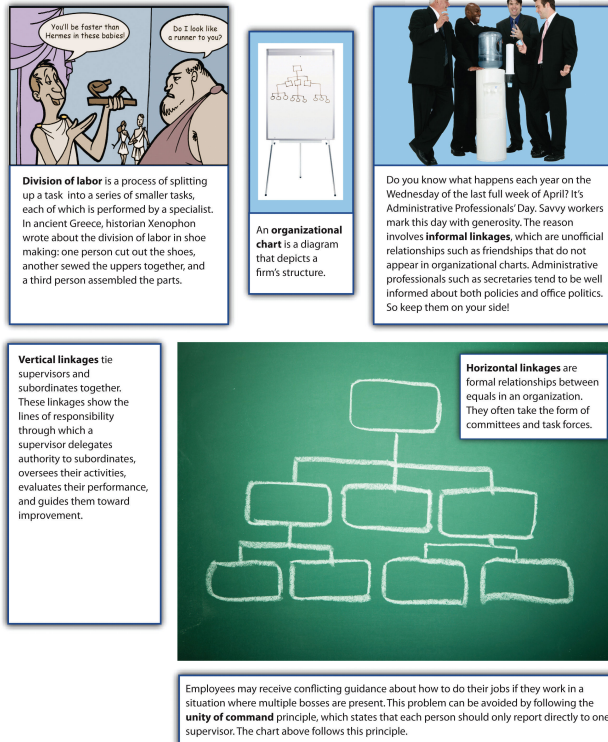 You'll be faster than
Hermes in these babies!
Do I look like
a runner to you?
Division of labor is a process of splitting
up a task into a series of smaller tasks,
each of which is performed by a specialist.
In ancient Greece, historian Xenophon
wrote about the division of labor in shoe
making: one person cut out the shoes,
another sewed the uppers together, and
a third person assembled the parts.
An organizational
chart is a diagram
that depicts a
firm's structure.
Do you know what happens each year on the
Wednesday of the last full week of April? It's
Administrative Professionals' Day. Savvy workers
mark this day with generosity. The reason
involves informal linkages, which are unofficial
relationships such as friendships that do not
appear in organizational charts. Administrative
professionals such as secretaries tend to be well
informed about both policies and office politics.
So keep them on your side!
Vertical linkages tie
supervisors and
subordinates together.
These linkages show the
lines of responsibility
through which a
supervisor delegates
authority to subordinates,
oversees their activities,
evaluates their performance,
and guides them toward
improvement.
Horizontal linkages are
formal relationships between
equals in an organization.
They often take the form of
committees and task forces.
Employees may receive conflicting guidance about how to do their jobs if they work in a
situation where multiple bosses are present. This problem can be avoided by following the
unity of command principle, which states that each person should only report directly to one
supervisor. The chart above follows this principle.